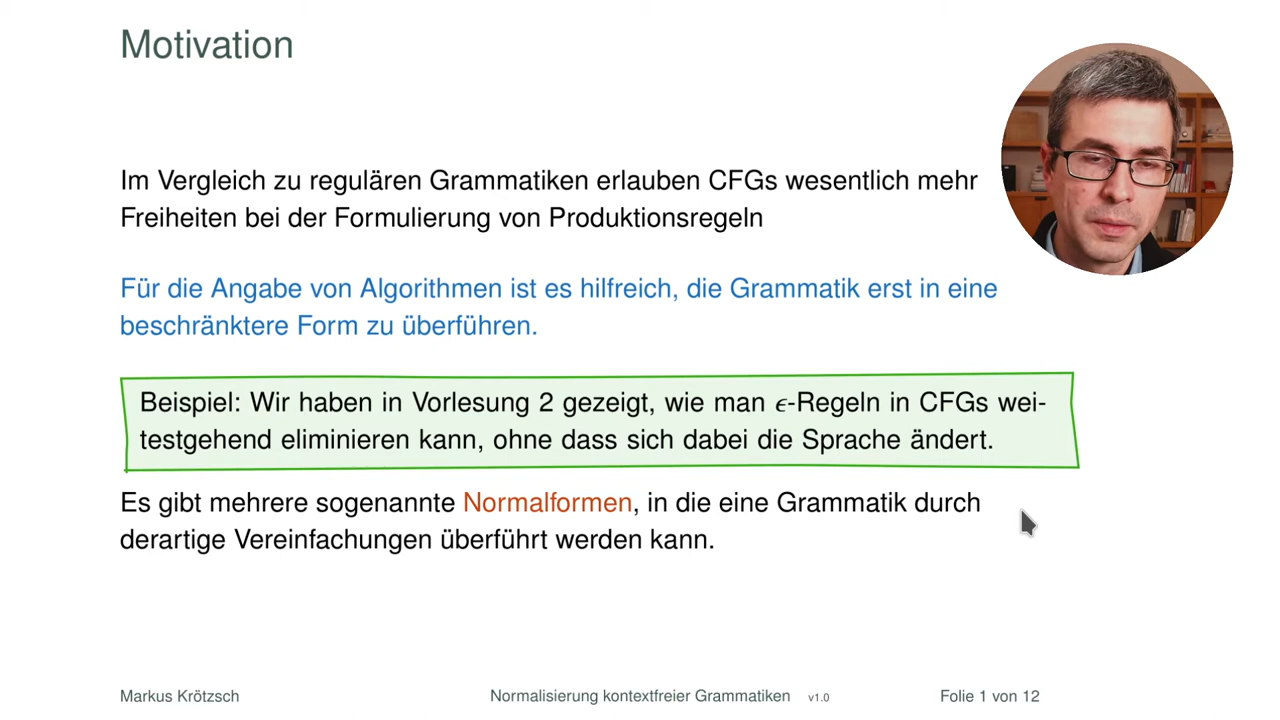 Motivation
Im Vergleich zu regulären Grammatiken erlauben CFGs wesentlich mehr
Freiheiten bei der Formulierung von Produktionsregeln
Für die Angabe von Algorithmen ist es hilfreich, die Grammatik erst in eine
beschränktere Form zu überführen.
Beispiel: Wir haben in Vorlesung 2 gezeigt, wie man ϵ-Regeln in CFGs wei-
testgehend eliminieren kann, ohne dass sich dabei die Sprache ändert.
Es gibt mehrere sogenannte Normalformen, in die eine Grammatik durch
derartige Vereinfachungen überführt werden kann.
Markus Krötzsch Normalisierung kontextfreier Grammatiken v1.0 Folie 1 von 12